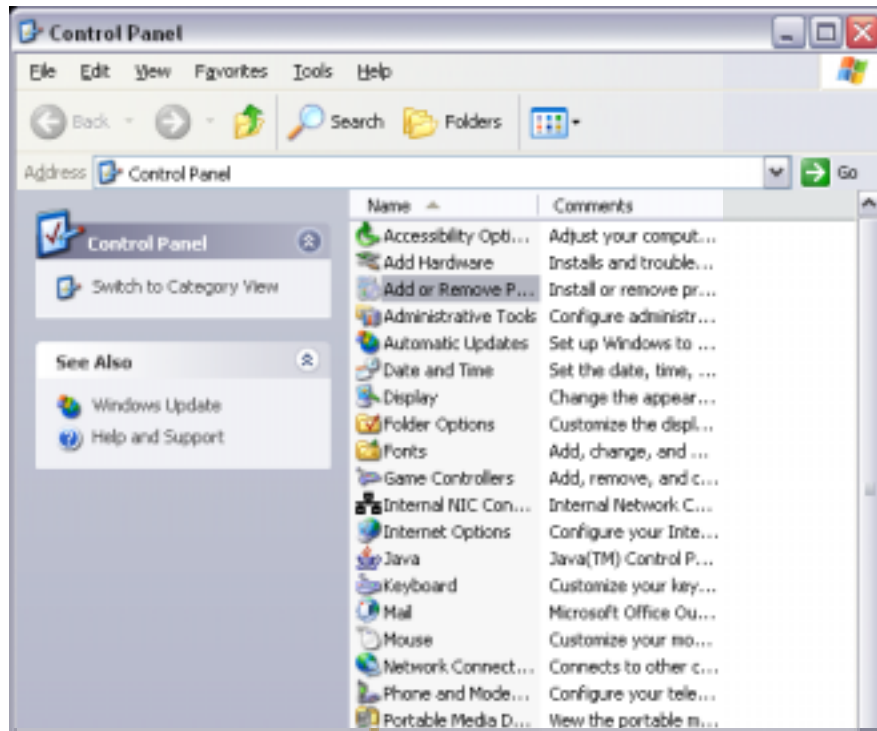 Control Panel
File Edit View Favorites Tools Help
Back Search Folders
Address Control Panel Go
Control Panel
Switch to Category View
See Also
Windows Update
Help and Support
Name Comments
Accessibility Opti... Adjust your comput...
Add Hardware Installs and trouble...
Add or Remove P... Install or remove pr...
Administrative Tools Configure administr...
Automatic Updates Set up Windows to ...
Date and Time Set the date, time, ...
Display Change the appear...
Folder Options Customize the displ...
Fonts Add, change, and ...
Game Controllers Add, remove, and c...
Internal NIC Con... Internal Network C...
Internet Options Configure your Inte...
Java Java(TM) Control P...
Keyboard Customize your key...
Mail Microsoft Office Ou...
Mouse Customize your mo...
Network Connect... Connects to other c...
Phone and Mode... Configure your tele...
Portable Media D... View the portable m...